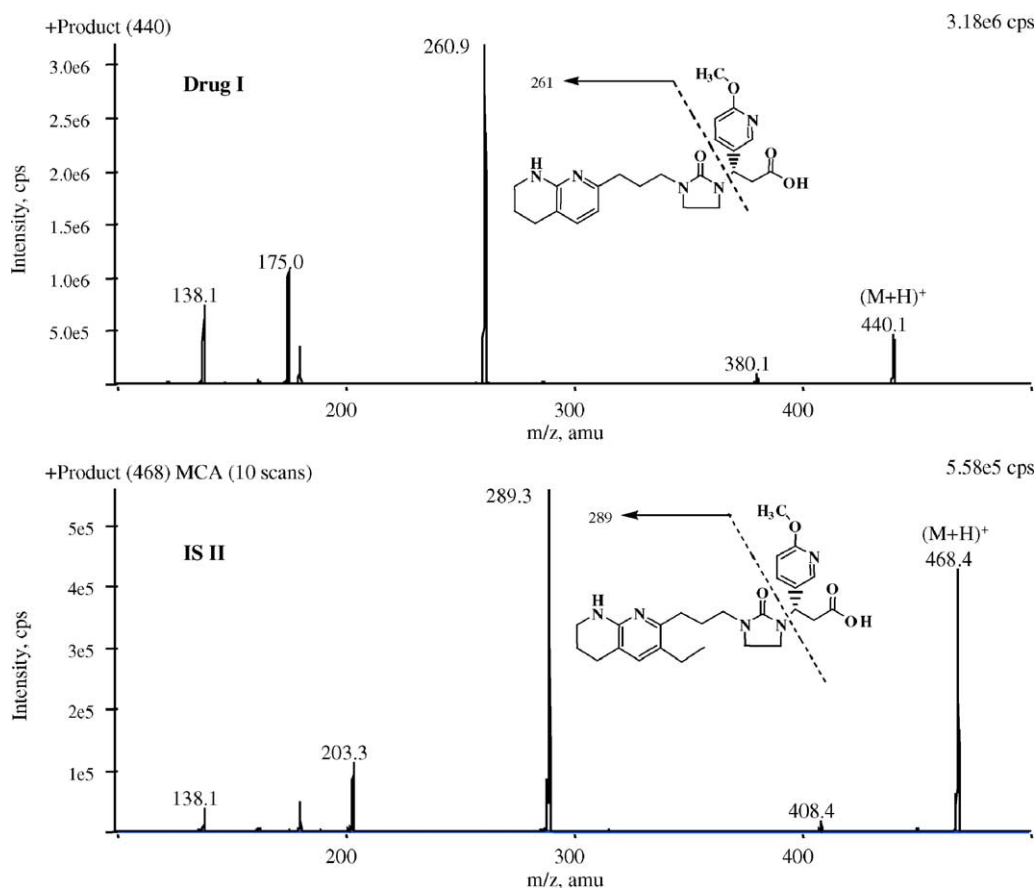 +Product (440)
3.18e6 cps
260.9
Drug I
261
H₃C
O
N
O
O
OH
H
N
N
N
N
3.0e6
2.5e6
2.0e6
1.5e6
1.0e6
5.0e5
Intensity, cps
175.0
138.1
(M+H)⁺
440.1
380.1
200
300
400
m/z, amu
+Product (468) MCA (10 scans)
5.58e5 cps
289.3
IS II
289
H₃C
O
N
(M+H)⁺
468.4
O
O
O H
H
N
N
N
N
5e5
4e5
3e5
2e5
1e5
Intensity, cps
203.3
138.1
408.4
200
300
400
m/z, amu